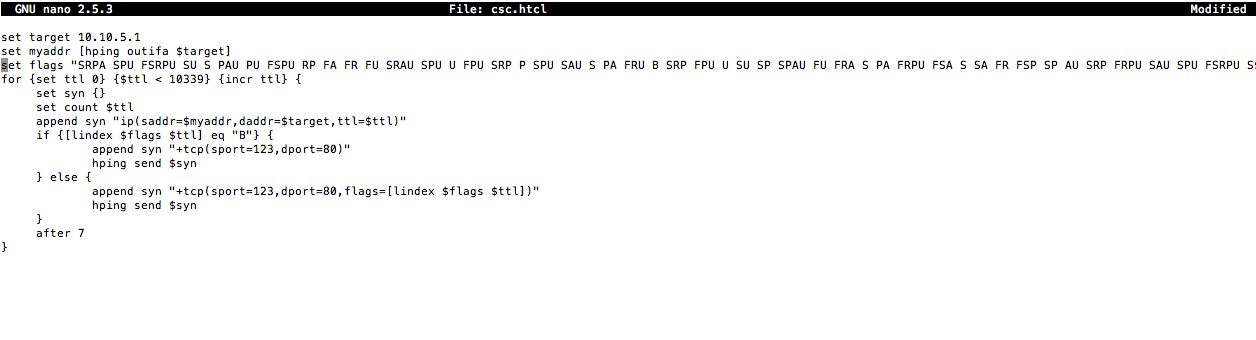 GNU nano 2.5.3 File: csc.htcl Modified
set target 10.10.5.1
set myaddr [hping outifa $target]
set flags "SRPA SPU FSRPU SU S PAU PU FSPU RP FA FR FU SRAU SPU U FPU SRP P SPU SAU S PA FRU B SRP FPU U SU SP SPAU FU FRA S PA FRPU FSA S SA FR FSP SP AU SRP FRPU SAU SPU FSRPU S
for {set ttl 0} {$ttl < 10339} {incr ttl} {
set syn {}
set count $ttl
append syn "ip(saddr=$myaddr,daddr=$target,ttl=$ttl)"
if {[lindex $flags $ttl] eq "B"} {
append syn "+tcp(sport=123,dport=80)"
hping send $syn
} else {
append syn "+tcp(sport=123,dport=80,flags=[lindex $flags $ttl])"
hping send $syn
}
after 7
}